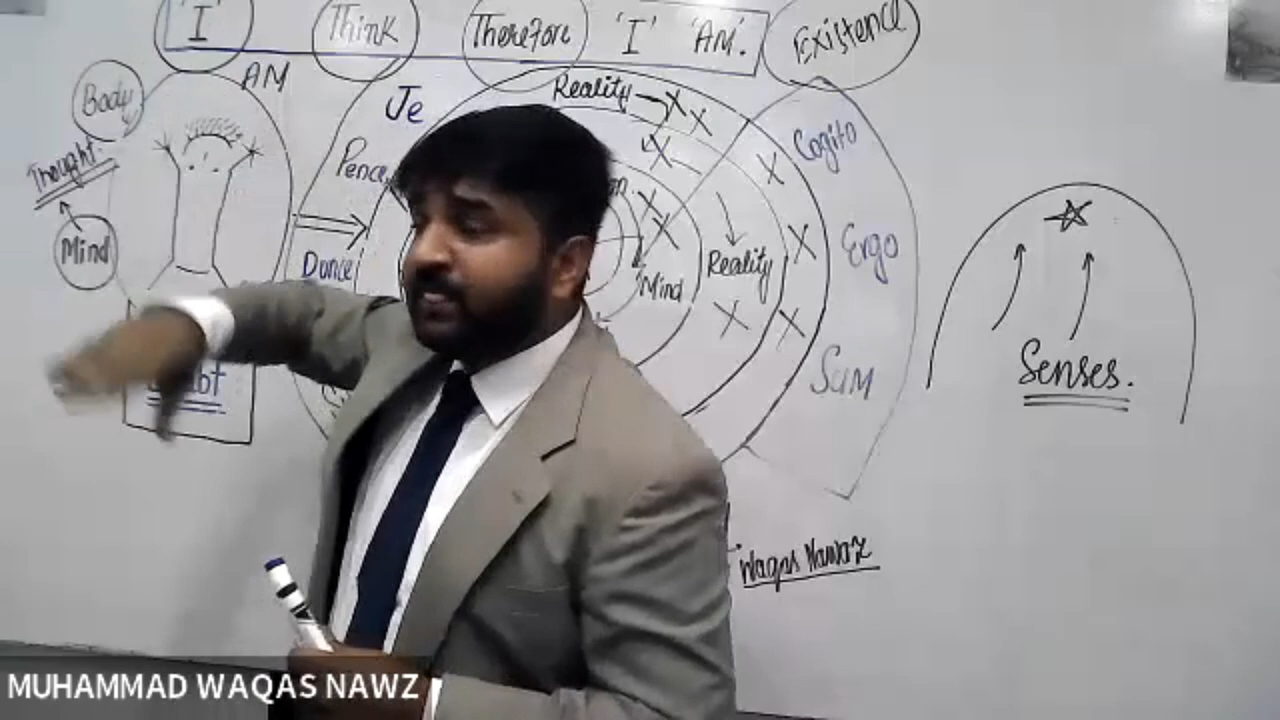 'I' Think Therefore 'I' 'AM'. Existence
AM
Body
Thought.
Mind
Je
Pence
Donce
Reality
Mind
Reality
Cogito
Ergo
Sum
Senses.
Waqas Nawaz
MUHAMMAD WAQAS NAWZ